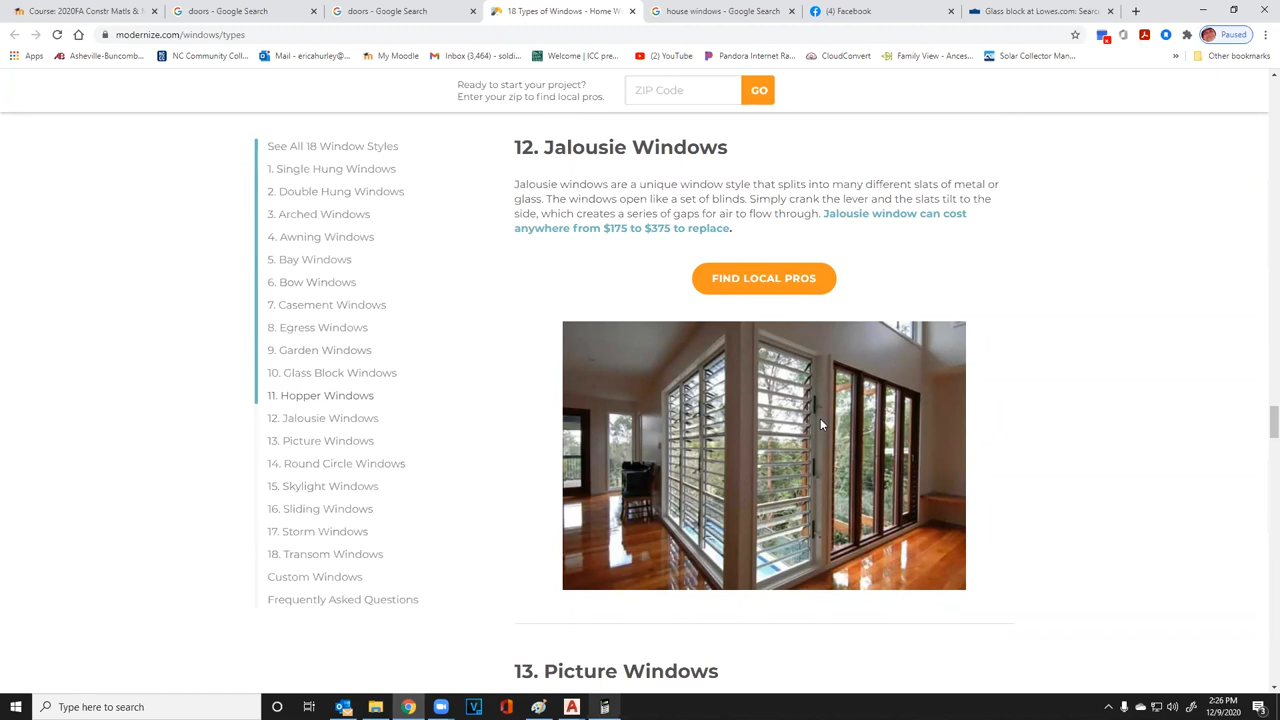 Course: 2020FA Constr Matls &
doors - Google Search
doors - Google Search
18 Types of Windows - Home W
house windows - Google Search
(4) Facebook
Glass block at Lowes.com: Searc
modernize.com/windows/types
Paused
Apps
Asheville-Buncomb...
NC Community Coll...
Mail - ericahurley@...
My Moodle
Inbox (3,464) - soldi...
Welcome | ICC pre...
(2) YouTube
Pandora Internet Ra...
CloudConvert
Family View - Ances...
Solar Collector Man...
»
Other bookmarks
Ready to start your project?
Enter your zip to find local pros.
ZIP Code
GO
See All 18 Window Styles
1. Single Hung Windows
2. Double Hung Windows
3. Arched Windows
4. Awning Windows
5. Bay Windows
6. Bow Windows
7. Casement Windows
8. Egress Windows
9. Garden Windows
10. Glass Block Windows
11. Hopper Windows
12. Jalousie Windows
13. Picture Windows
14. Round Circle Windows
15. Skylight Windows
16. Sliding Windows
17. Storm Windows
18. Transom Windows
Custom Windows
Frequently Asked Questions
12. Jalousie Windows
Jalousie windows are a unique window style that splits into many different slats of metal or
glass. The windows open like a set of blinds. Simply crank the lever and the slats tilt to the
side, which creates a series of gaps for air to flow through. Jalousie window can cost
anywhere from $175 to $375 to replace.
FIND LOCAL PROS
13. Picture Windows
Type here to search
2:26 PM
12/9/2020